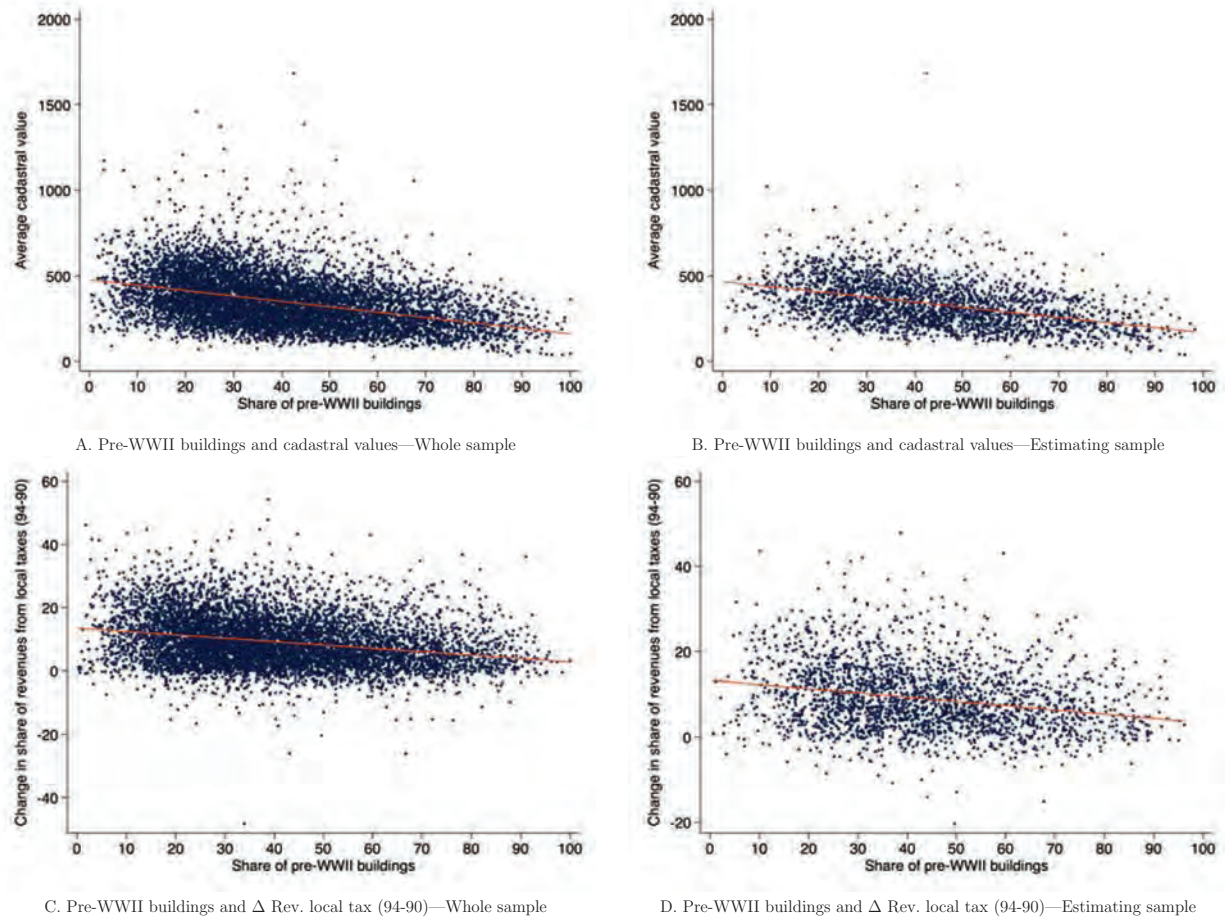 2000
1500
1000
500
0
Average cadastral value
0 10 20 30 40 50 60 70 80 90 100
Share of pre-WWII buildings
A. Pre-WWII buildings and cadastral values—Whole sample
2000
1500
1000
500
0
Average cadastral value
0 10 20 30 40 50 60 70 80 90 100
Share of pre-WWII buildings
B. Pre-WWII buildings and cadastral values—Estimating sample
60
40
20
0
-20
-40
Change in share of revenues from local taxes (94-90)
0 10 20 30 40 50 60 70 80 90 100
Share of pre-WWII buildings
C. Pre-WWII buildings and Δ Rev. local tax (94-90)—Whole sample
60
40
20
0
-20
Change in share of revenues from local taxes (94-90)
0 10 20 30 40 50 60 70 80 90 100
Share of pre-WWII buildings
D. Pre-WWII buildings and Δ Rev. local tax (94-90)—Estimating sample